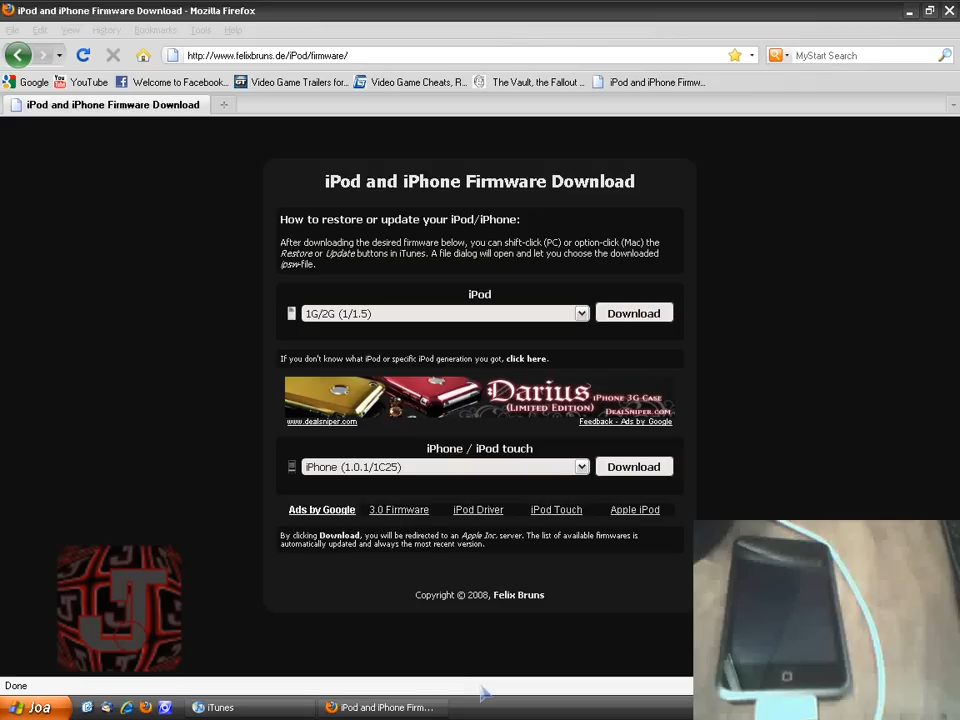 iPod and iPhone Firmware Download - Mozilla Firefox
File Edit View History Bookmarks Tools Help
http://www.felixbruns.de/iPod/firmware/
MyStart Search
Google YouTube Welcome to Facebook... Video Game Trailers for... Video Game Cheats, R... The Vault, the Fallout ... iPod and iPhone Firmw...
iPod and iPhone Firmware Download
iPod and iPhone Firmware Download
How to restore or update your iPod/iPhone:
After downloading the desired firmware below, you can shift-click (PC) or option-click (Mac) the
Restore or Update buttons in iTunes. A file dialog will open and let you choose the downloaded
ipsw-file.
iPod
1G/2G (1/1.5) Download
If you don't know what iPod or specific iPod generation you got, click here.
Darius iPhone 3G Case
(Limited Edition) DealSniper.com
www.dealsniper.com Feedback - Ads by Google
iPhone / iPod touch
iPhone (1.0.1/1C25) Download
Ads by Google 3.0 Firmware iPod Driver iPod Touch Apple iPod
By clicking Download, you will be redirected to an Apple Inc. server. The list of available firmwares is
automatically updated and always the most recent version.
Copyright © 2008, Felix Bruns
Done
Joa iTunes iPod and iPhone Firm...